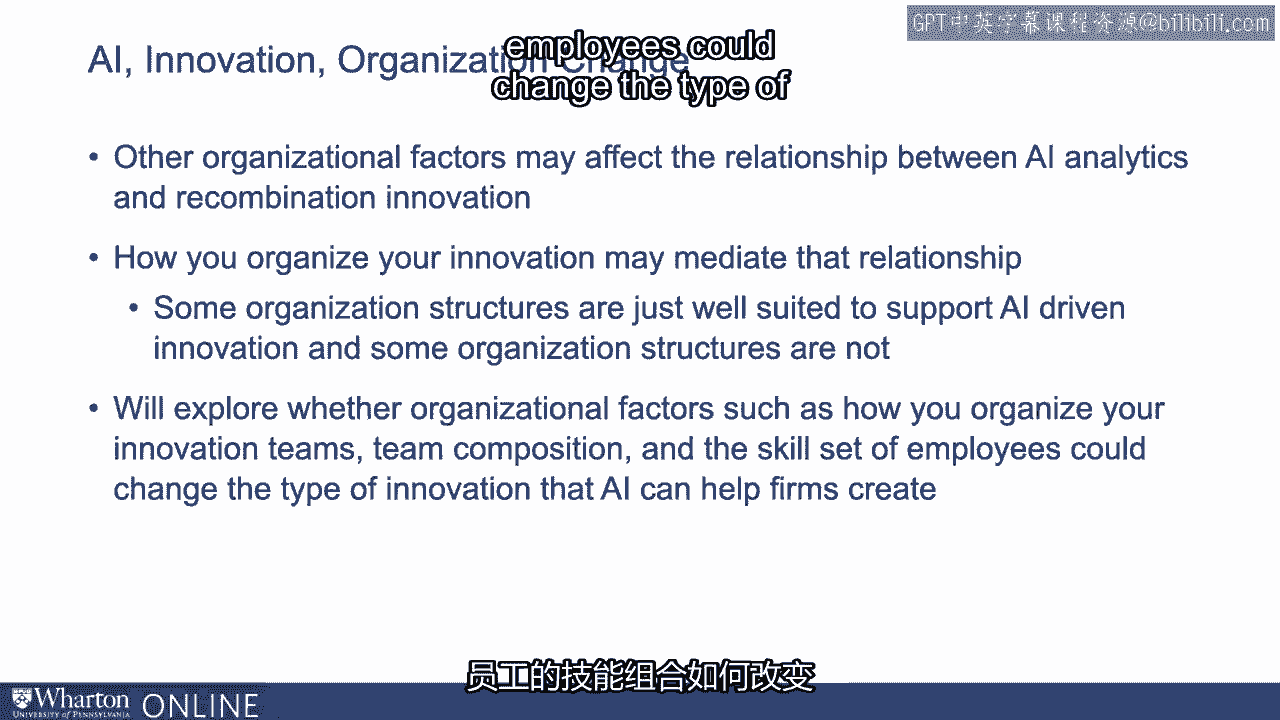 GPT中英字幕课程资源@bilibili.com
AI, Innovation, Organization Change
employees could
change the type of
• Other organizational factors may affect the relationship between AI analytics
and recombination innovation
• How you organize your innovation may mediate that relationship
• Some organization structures are just well suited to support AI driven
innovation and some organization structures are not
• Will explore whether organizational factors such as how you organize your
innovation teams, team composition, and the skill set of employees could
change the type of innovation that AI can help firms create
员工的技能组合如何改变
Wharton ONLINE
UNIVERSITY of PENNSYLVANIA